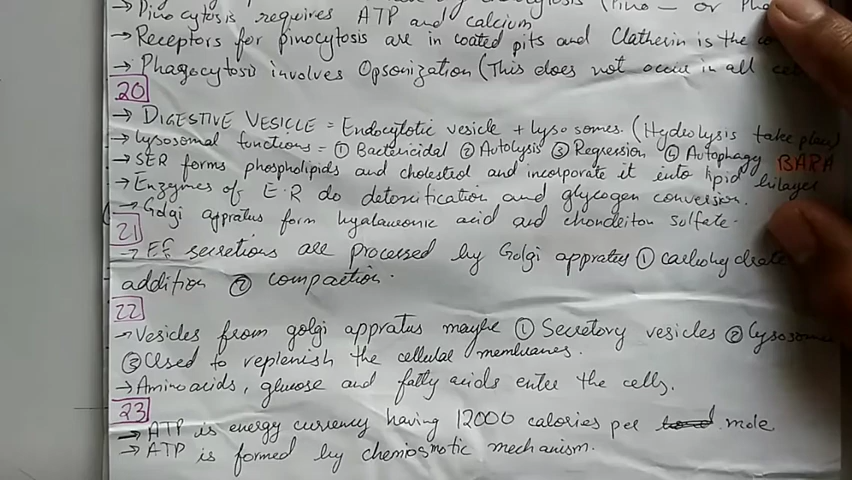 → Pinocytosis requires ATP and calcium
→ Receptors for pinocytosis are in coated pits and Clatherin is the
→ Phagocytosis involves Opsonization (This does not occur in all
20
→ DIGESTIVE VESICLE = Endocytotic vesicle + lysosomes. (Hydrolysis take place)
→ Lysosomal functions = ① Bactericidal ② Autolysis ③ Regression ④ Autophagy BARA
→ SER forms phospholipids and cholesterol and incorporate it into lipid bilayer
→ Enzymes of E.R do detoxification and glycogen conversion.
→ Golgi appratus form hyalauronic acid and chondroiton sulfate.
21
→ ER secretions are processed by Golgi appratus ① carbohydrate
addition ② compaction.
22
→ Vesicles from golgi appratus maybe ① Secretory vesicles ② lysosomes
③ Used to replenish the cellular membranes.
→ Amino acids, glucose and fatty acids enter the cells.
23
→ ATP is energy currency having 12000 calories per mole
→ ATP is formed by chemiosmotic mechanism.